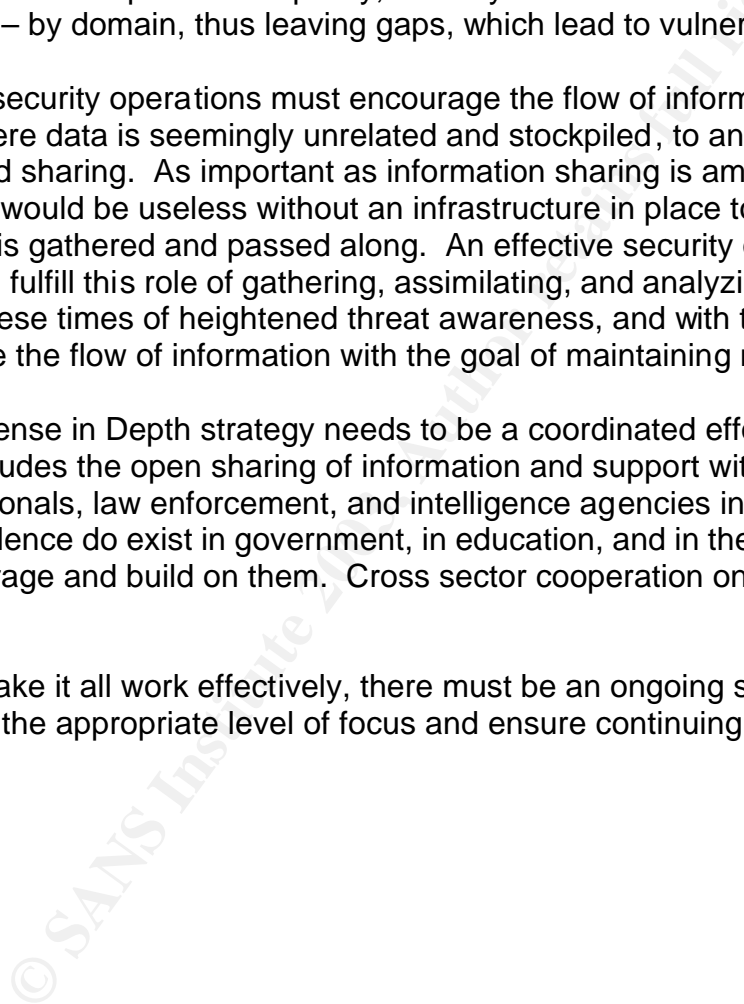 – by domain, thus leaving gaps, which lead to vulner
security operations must encourage the flow of inform
ere data is seemingly unrelated and stockpiled, to an
d sharing. As important as information sharing is am
would be useless without an infrastructure in place to
is gathered and passed along. An effective security
fulfill this role of gathering, assimilating, and analyzi
ese times of heightened threat awareness, and with t
e the flow of information with the goal of maintaining
ense in Depth strategy needs to be a coordinated effo
udes the open sharing of information and support wit
onals, law enforcement, and intelligence agencies in
lence do exist in government, in education, and in the
rage and build on them. Cross sector cooperation on
ake it all work effectively, there must be an ongoing s
the appropriate level of focus and ensure continuing
© SANS Institute 2003, Author retains full ri